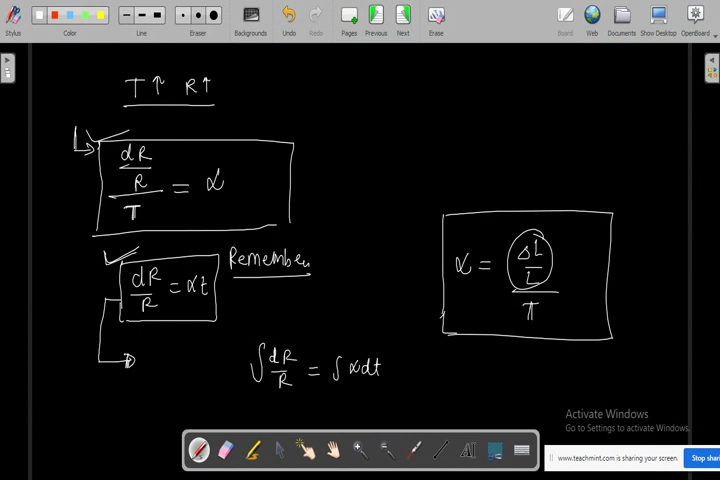 Stylus Color Line Eraser Backgrounds Undo Redo Pages Previous Next Erase Board Web Documents Show Desktop OpenBoard
T↑ R↑
dR/R / T = α
dR/R = αt Remember
α = ΔL/L / T
∫ dR/R = ∫ αdt
Activate Windows
Go to Settings to activate Windows.
www.teachmint.com is sharing your screen. Stop shari